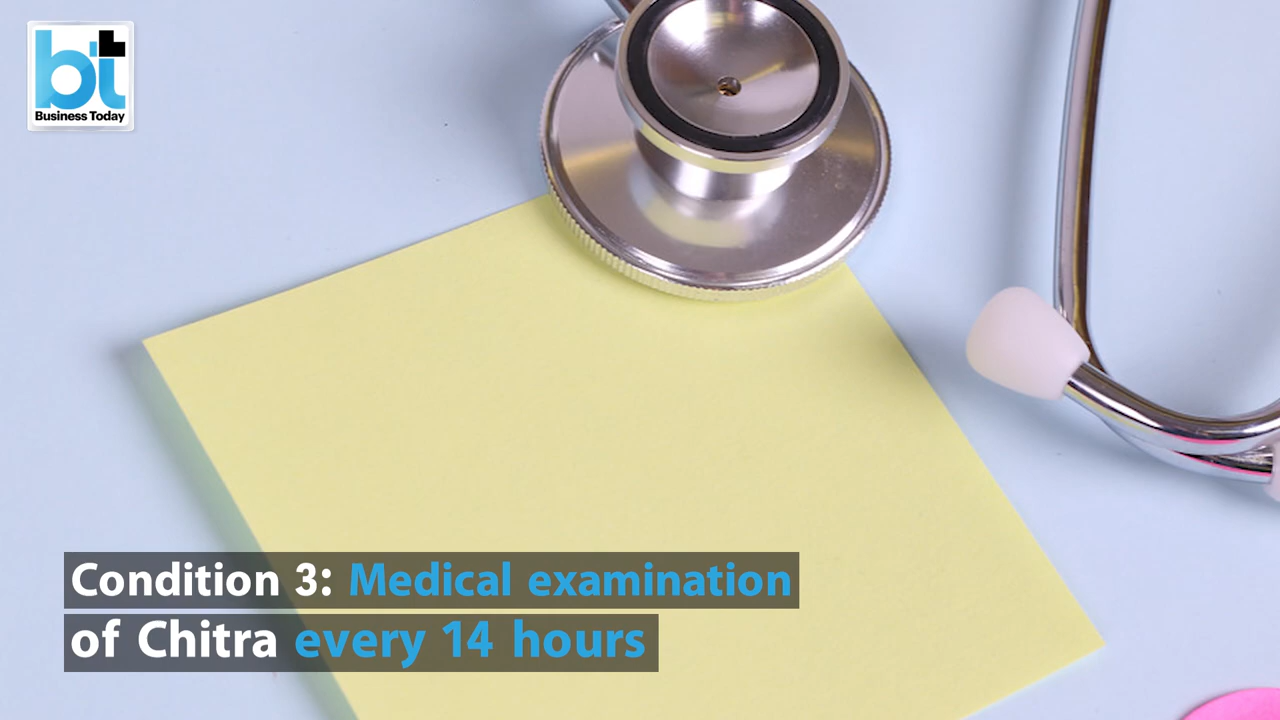 bt
Business Today
Condition 3: Medical examination
of Chitra every 14 hours